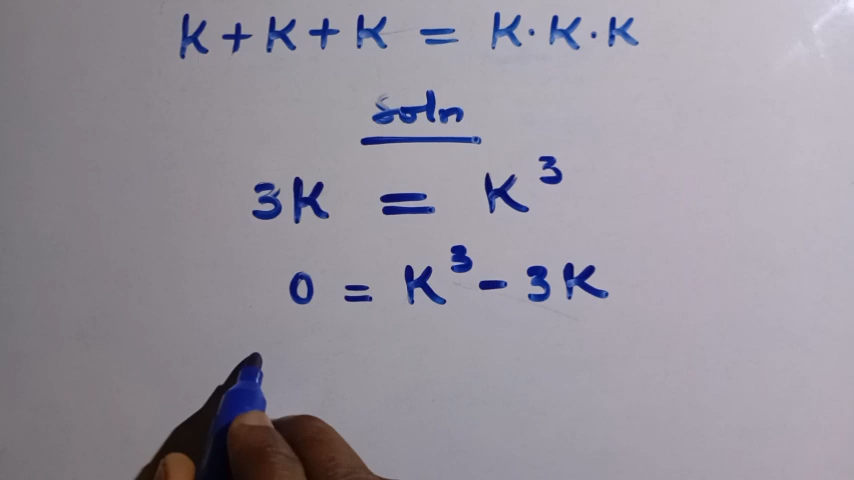 K + K + K = K · K · K
Soln
3K = K³
0 = K³ - 3K